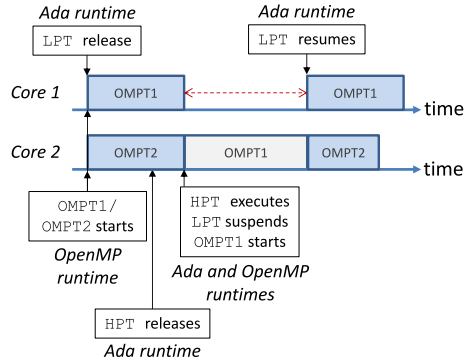 Ada runtime
LPT release
Ada runtime
LPT resumes
Core 1
OMPT1
OMPT1
time
Core 2
OMPT2
OMPT1
OMPT2
time
OMPT1/
OMPT2 starts
OpenMP
runtime
HPT executes
LPT suspends
OMPT1 starts
Ada and OpenMP
runtimes
HPT releases
Ada runtime